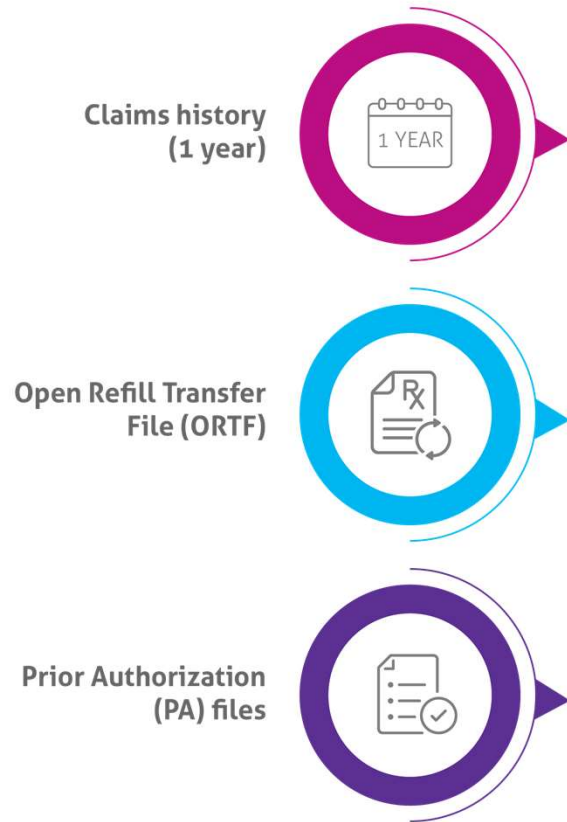 Claims history
(1 year)
1 YEAR
Open Refill Transfer
File (ORTF)
Rx
Prior Authorization
(PA) files